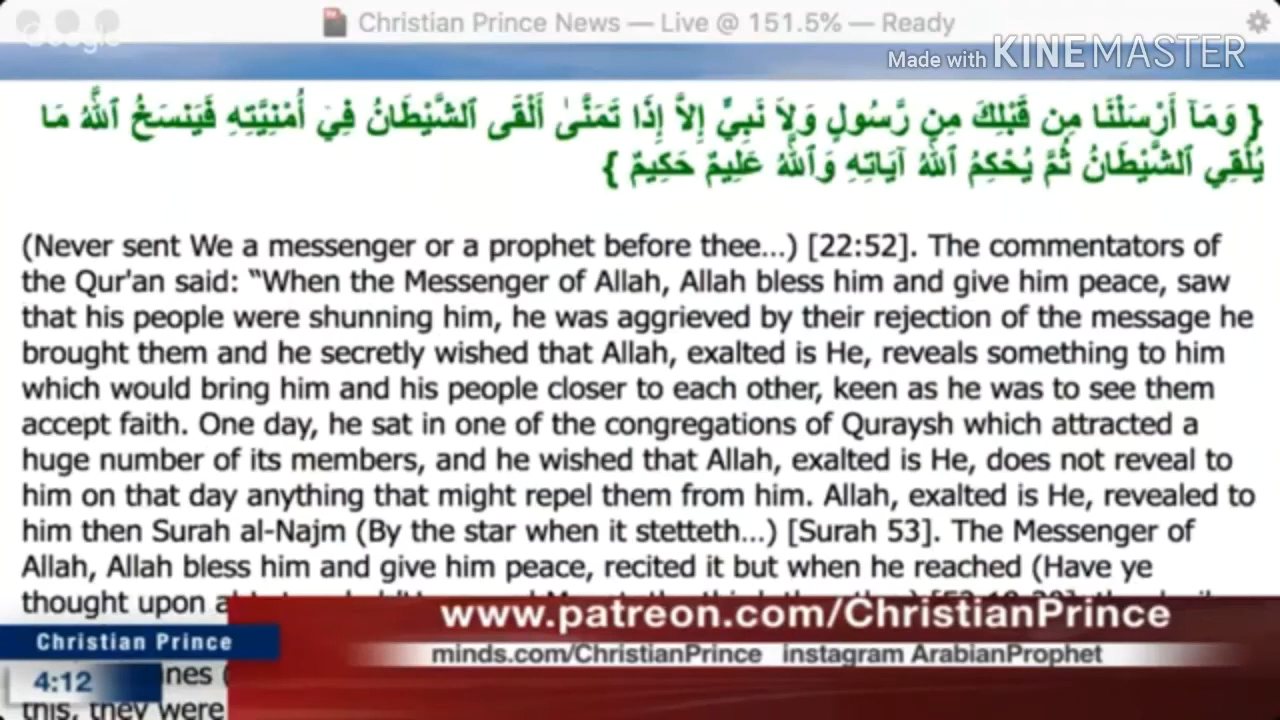 Christian Prince News — Live @ 151.5% — Ready
Google
Made with KINEMASTER
{ وَمَآ أَرْسَلْنَا مِن قَبْلِكَ مِن رَّسُولٍ وَلاَ نَبِيٍّ إِلاَّ إِذَا تَمَنَّىٰ أَلْقَى ٱلشَّيْطَانُ فِيۤ أُمْنِيَّتِهِ فَيَنسَخُ ٱللَّهُ مَا
يُلْقِي ٱلشَّيْطَانُ ثُمَّ يُحْكِمُ ٱللَّهُ آيَاتِهِ وَٱللَّهُ عَلِيمٌ حَكِيمٌ }
(Never sent We a messenger or a prophet before thee...) [22:52]. The commentators of
the Qur'an said: “When the Messenger of Allah, Allah bless him and give him peace, saw
that his people were shunning him, he was aggrieved by their rejection of the message he
brought them and he secretly wished that Allah, exalted is He, reveals something to him
which would bring him and his people closer to each other, keen as he was to see them
accept faith. One day, he sat in one of the congregations of Quraysh which attracted a
huge number of its members, and he wished that Allah, exalted is He, does not reveal to
him on that day anything that might repel them from him. Allah, exalted is He, revealed to
him then Surah al-Najm (By the star when it stetteth...) [Surah 53]. The Messenger of
Allah, Allah bless him and give him peace, recited it but when he reached (Have ye
thought upon
www.patreon.com/ChristianPrince
Christian Prince
minds.com/ChristianPrince instagram ArabianProphet
4:12
this, they were